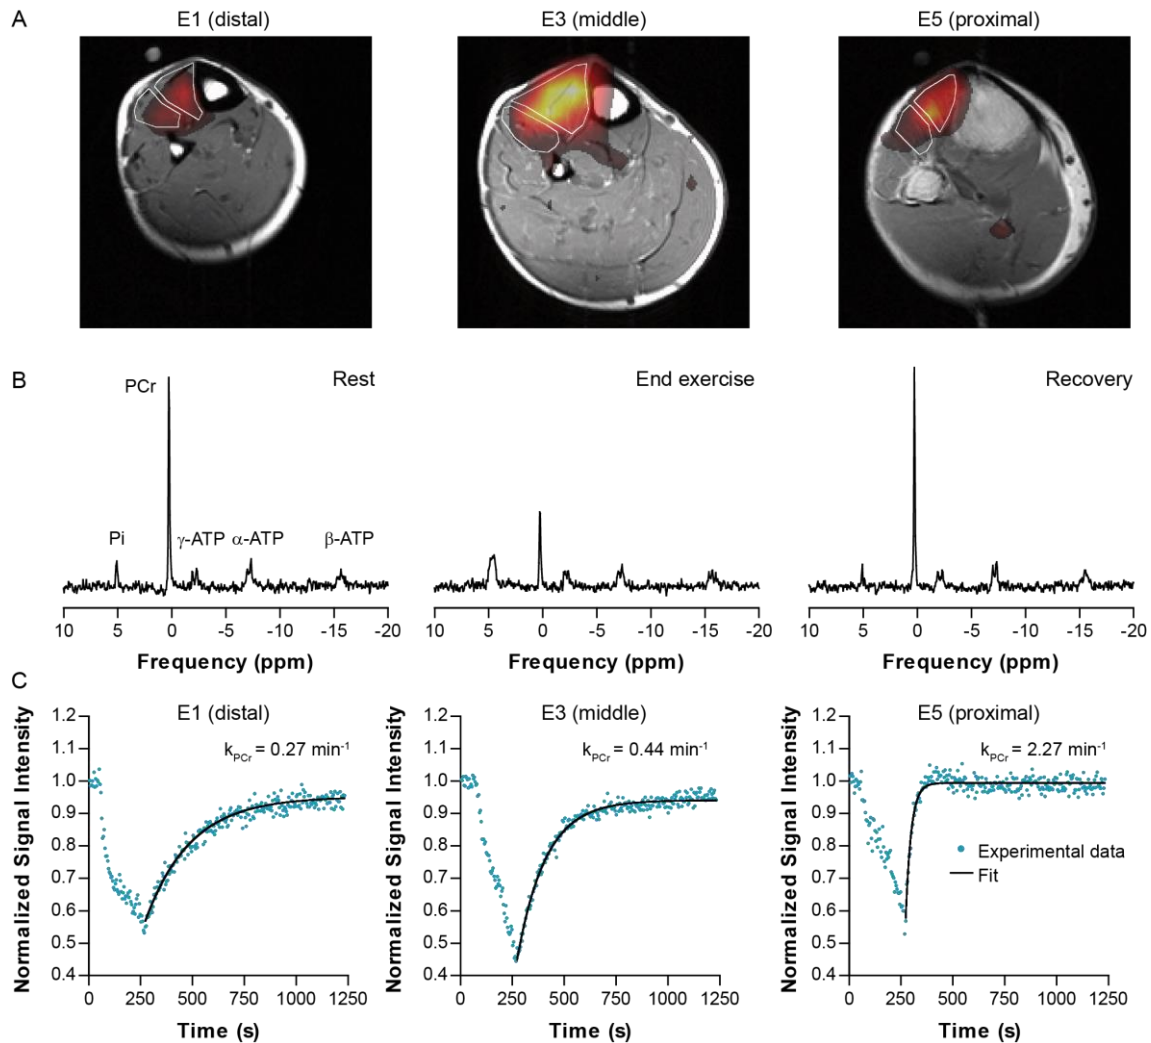 A
E1 (distal)
E3 (middle)
E5 (proximal)
B
PCr
Rest
Pi
γ-ATP
α-ATP
β-ATP
10 5 0 -5 -10 -15 -20
Frequency (ppm)
End exercise
10 5 0 -5 -10 -15 -20
Frequency (ppm)
Recovery
10 5 0 -5 -10 -15 -20
Frequency (ppm)
C
E1 (distal)
kPCr = 0.27 min-1
Normalized Signal Intensity
1.2
1.1
1.0
0.9
0.8
0.7
0.6
0.5
0.4
0 250 500 750 1000 1250
Time (s)
E3 (middle)
kPCr = 0.44 min-1
Normalized Signal Intensity
1.2
1.1
1.0
0.9
0.8
0.7
0.6
0.5
0.4
0 250 500 750 1000 1250
Time (s)
E5 (proximal)
kPCr = 2.27 min-1
Normalized Signal Intensity
1.2
1.1
1.0
0.9
0.8
0.7
0.6
0.5
0.4
Experimental data
Fit
0 250 500 750 1000 1250
Time (s)